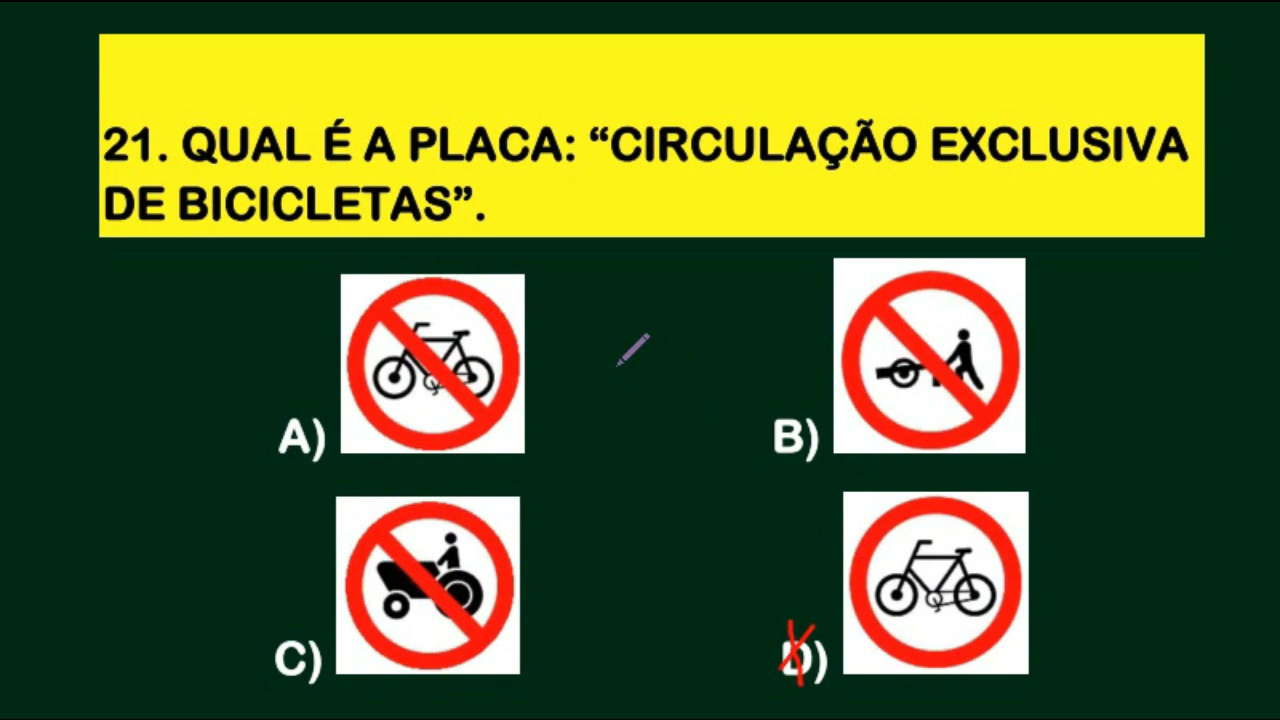 21. QUAL É A PLACA: “CIRCULAÇÃO EXCLUSIVA
DE BICICLETAS”.
A)
B)
C)
D)